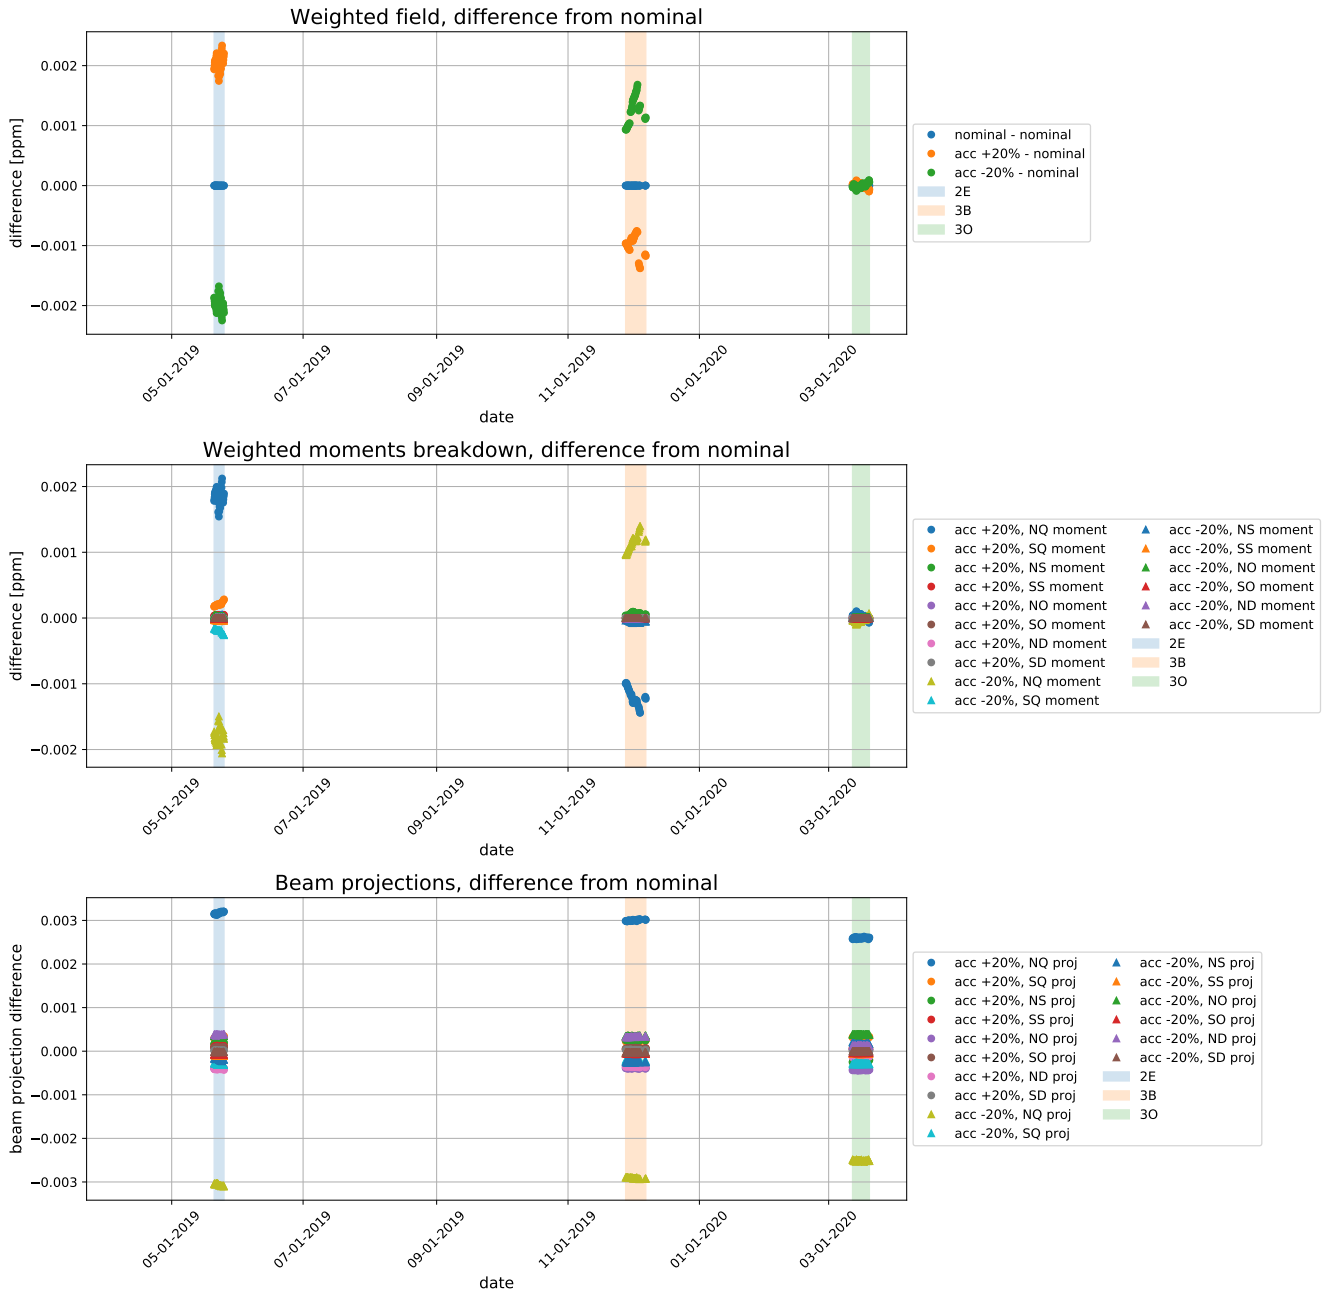 Weighted field, difference from nominal
difference [ppm]
0.002
0.001
0.000
−0.001
−0.002
05-01-2019
07-01-2019
09-01-2019
11-01-2019
01-01-2020
03-01-2020
date
nominal - nominal
acc +20% - nominal
acc -20% - nominal
2E
3B
3O
Weighted moments breakdown, difference from nominal
difference [ppm]
0.002
0.001
0.000
−0.001
−0.002
05-01-2019
07-01-2019
09-01-2019
11-01-2019
01-01-2020
03-01-2020
date
acc +20%, NQ moment
acc +20%, SQ moment
acc +20%, NS moment
acc +20%, SS moment
acc +20%, NO moment
acc +20%, SO moment
acc +20%, ND moment
acc +20%, SD moment
acc -20%, NQ moment
acc -20%, SQ moment
acc -20%, NS moment
acc -20%, SS moment
acc -20%, NO moment
acc -20%, SO moment
acc -20%, ND moment
acc -20%, SD moment
2E
3B
3O
Beam projections, difference from nominal
beam projection difference
0.003
0.002
0.001
0.000
−0.001
−0.002
−0.003
05-01-2019
07-01-2019
09-01-2019
11-01-2019
01-01-2020
03-01-2020
date
acc +20%, NQ proj
acc +20%, SQ proj
acc +20%, NS proj
acc +20%, SS proj
acc +20%, NO proj
acc +20%, SO proj
acc +20%, ND proj
acc +20%, SD proj
acc -20%, NQ proj
acc -20%, SQ proj
acc -20%, NS proj
acc -20%, SS proj
acc -20%, NO proj
acc -20%, SO proj
acc -20%, ND proj
acc -20%, SD proj
2E
3B
3O